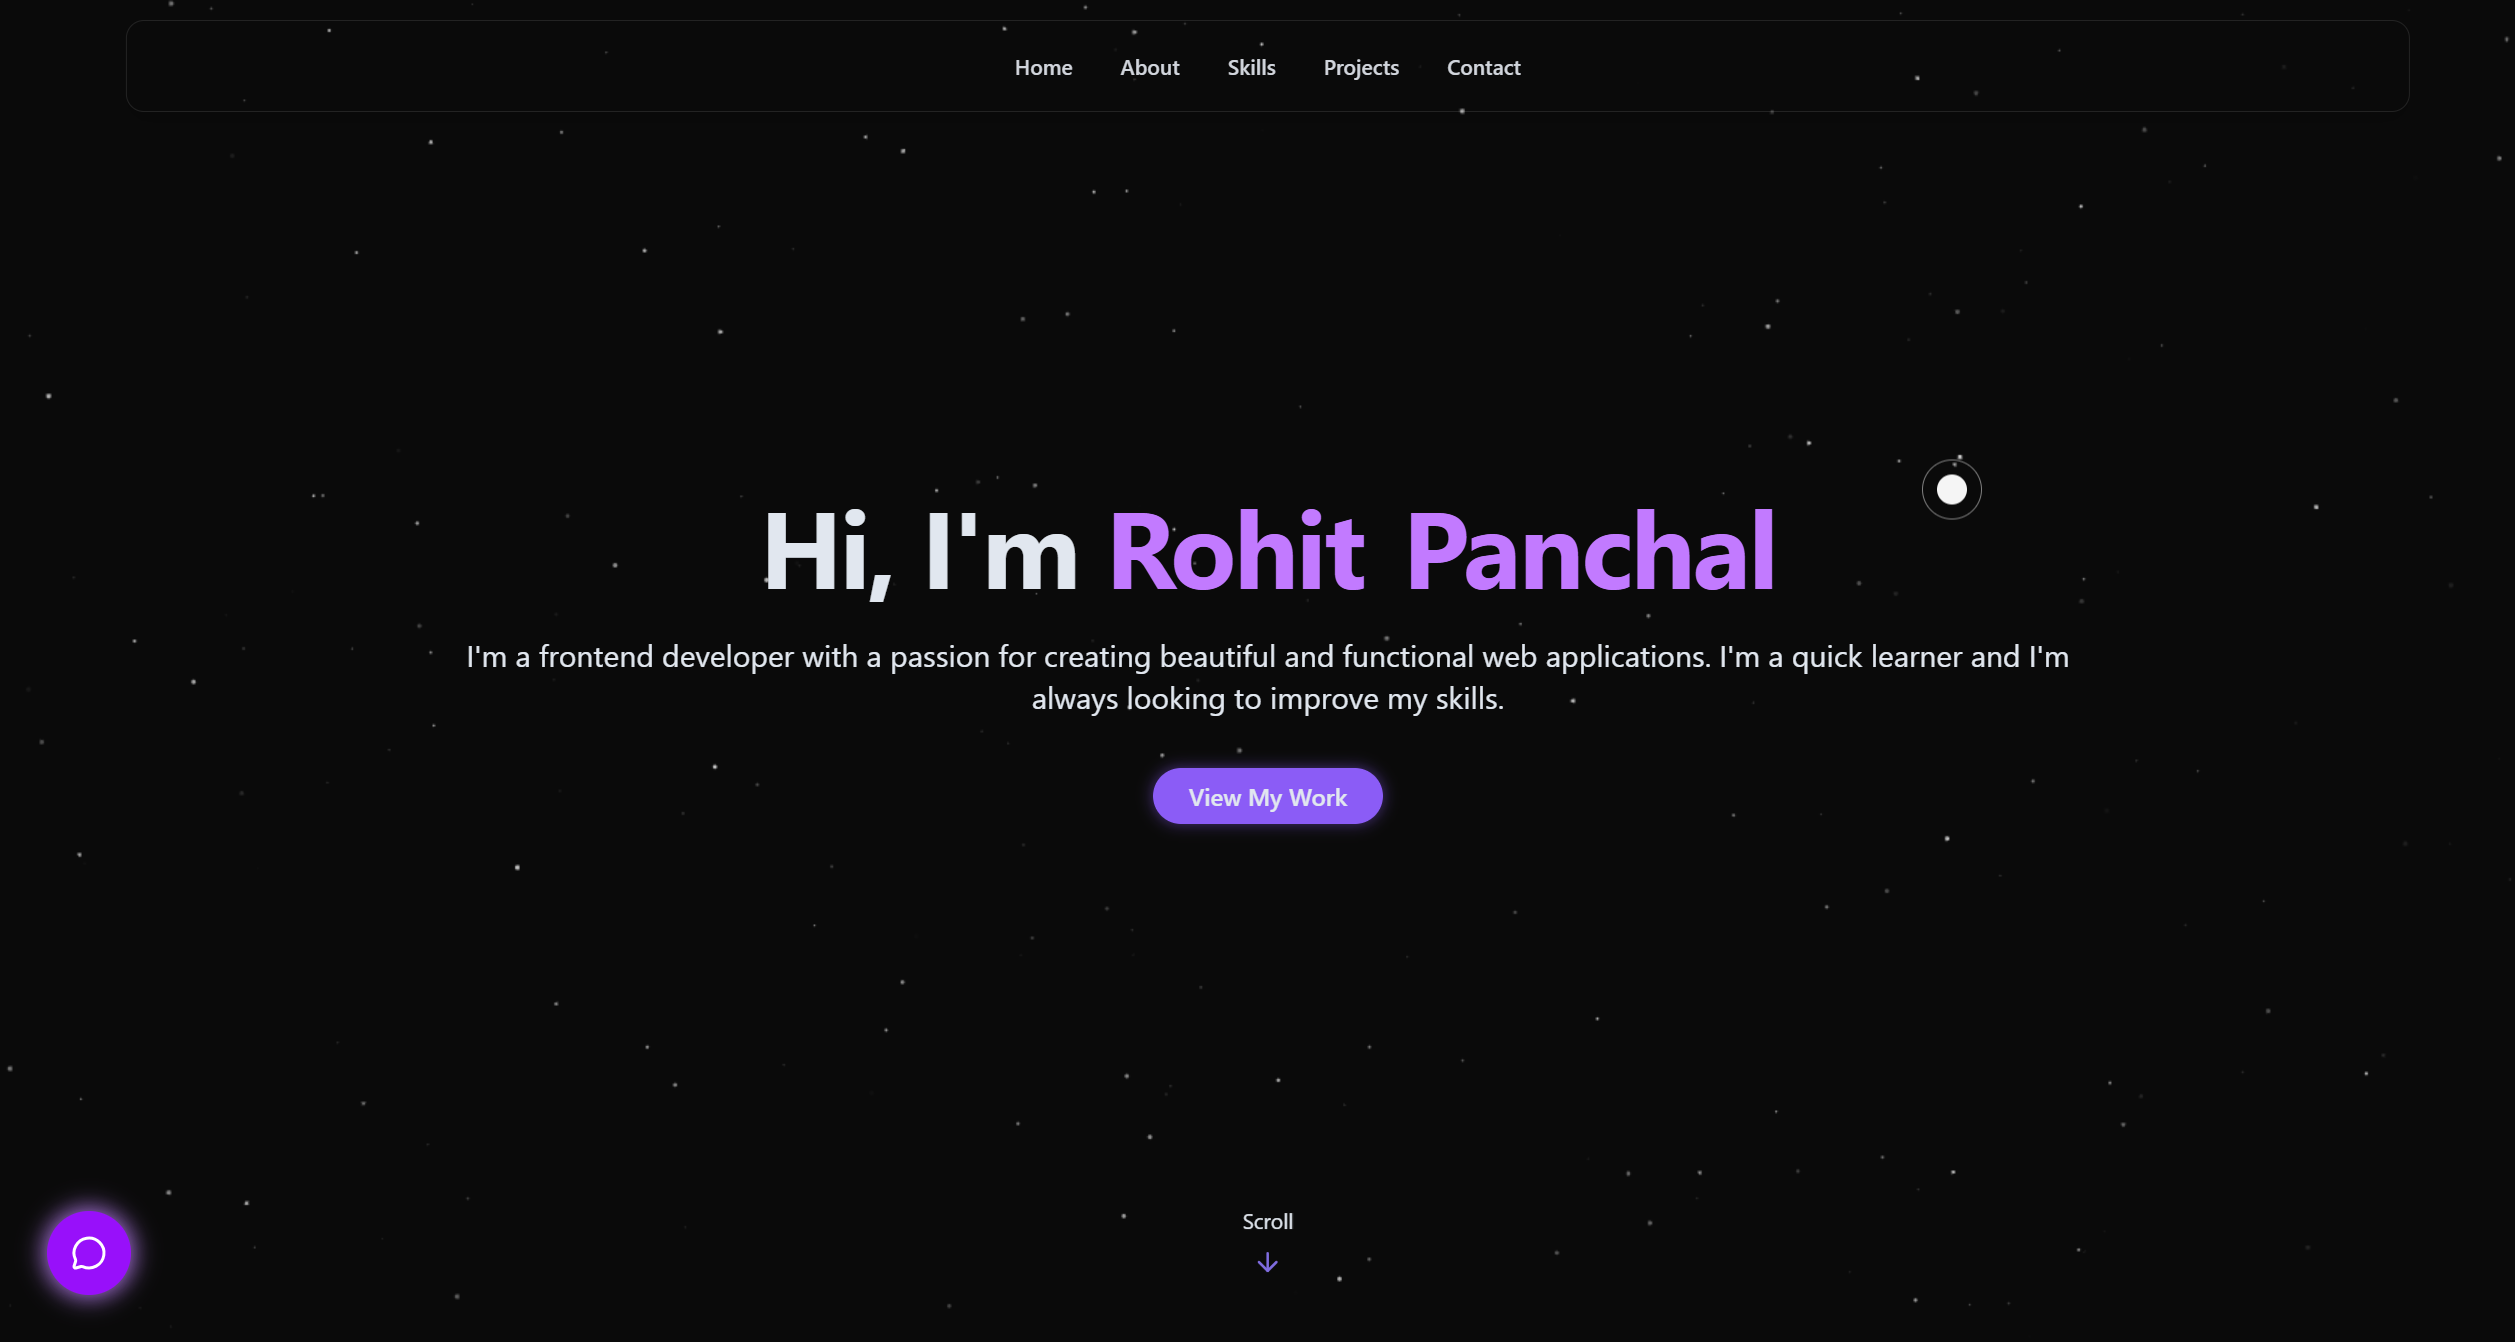 Home About Skills Projects Contact
Hi, I'm Rohit Panchal
I'm a frontend developer with a passion for creating beautiful and functional web applications. I'm a quick learner and I'm
always looking to improve my skills.
View My Work
Scroll